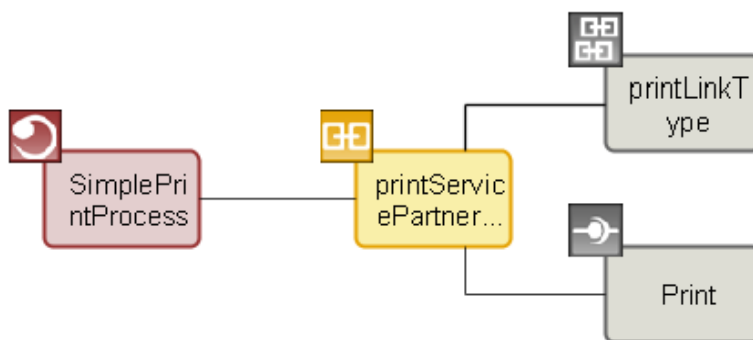 printLinkT
ype
SimplePri
ntProcess
printServic
ePartner...
Print